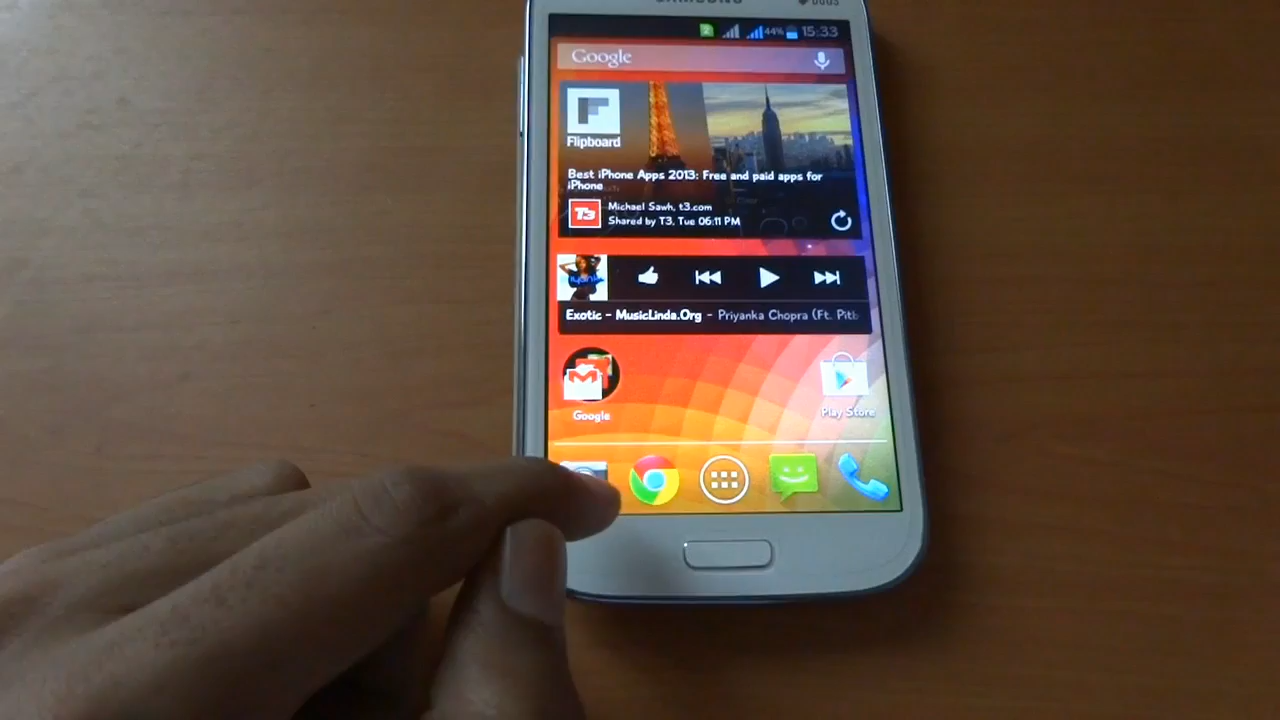 SAMSUNG
DUOS
2 44% 15:33
Google
Flipboard
Best iPhone Apps 2013: Free and paid apps for
iPhone
T3
Michael Sawh, t3.com
Shared by T3, Tue 06:11 PM
Exotic - MusicLinda.Org - Priyanka Chopra (Ft. Pitb
Google
Play Store